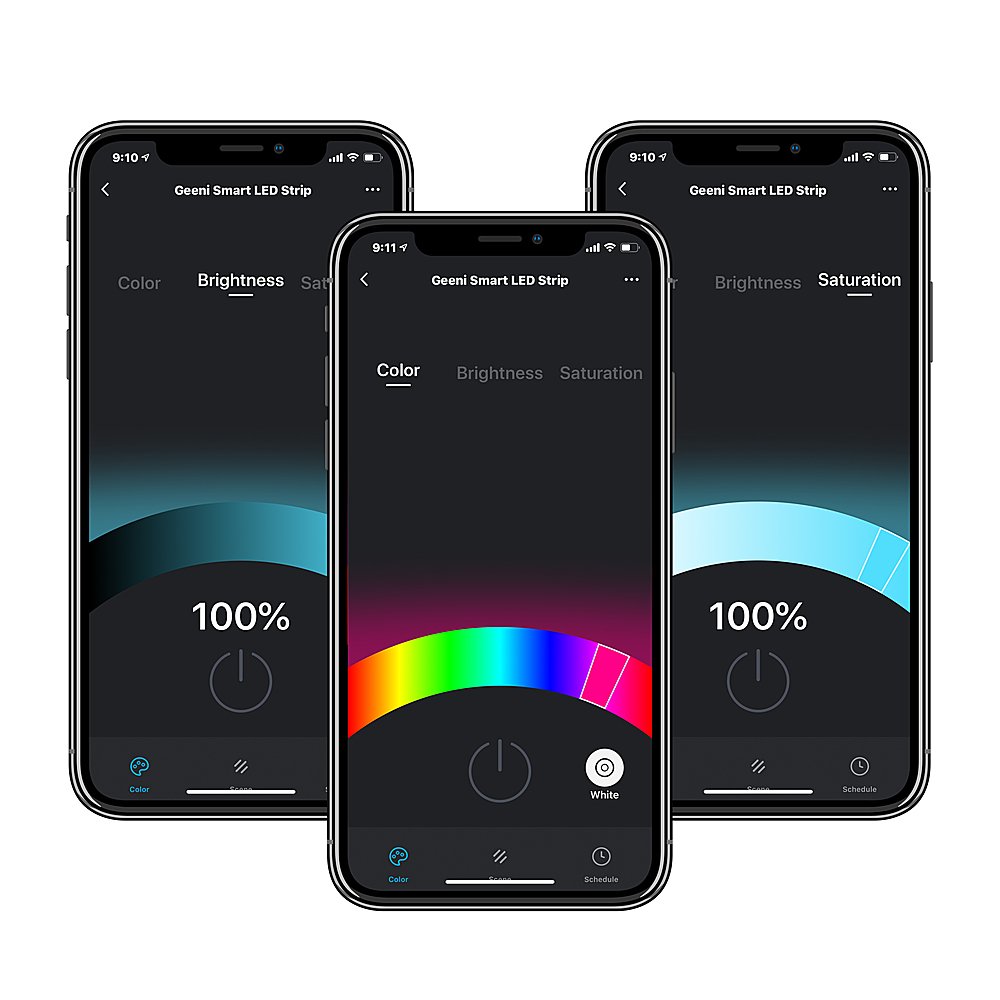 9:10
Geeni Smart LED Strip
Color Brightness Sat
100%
Color Scene S
9:11
Geeni Smart LED Strip
Color Brightness Saturation
White
Color Scene Schedule
9:10
Geeni Smart LED Strip
r Brightness Saturation
100%
Scene Schedule